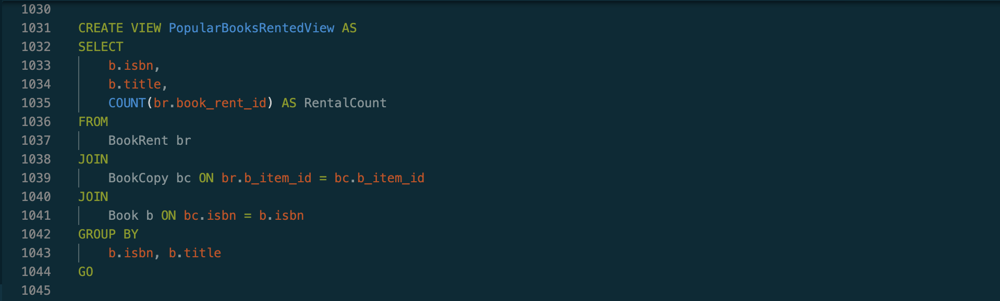 1030
1031 CREATE VIEW PopularBooksRentedView AS
1032 SELECT
1033 b.isbn,
1034 b.title,
1035 COUNT(br.book_rent_id) AS RentalCount
1036 FROM
1037 BookRent br
1038 JOIN
1039 BookCopy bc ON br.b_item_id = bc.b_item_id
1040 JOIN
1041 Book b ON bc.isbn = b.isbn
1042 GROUP BY
1043 b.isbn, b.title
1044 GO
1045